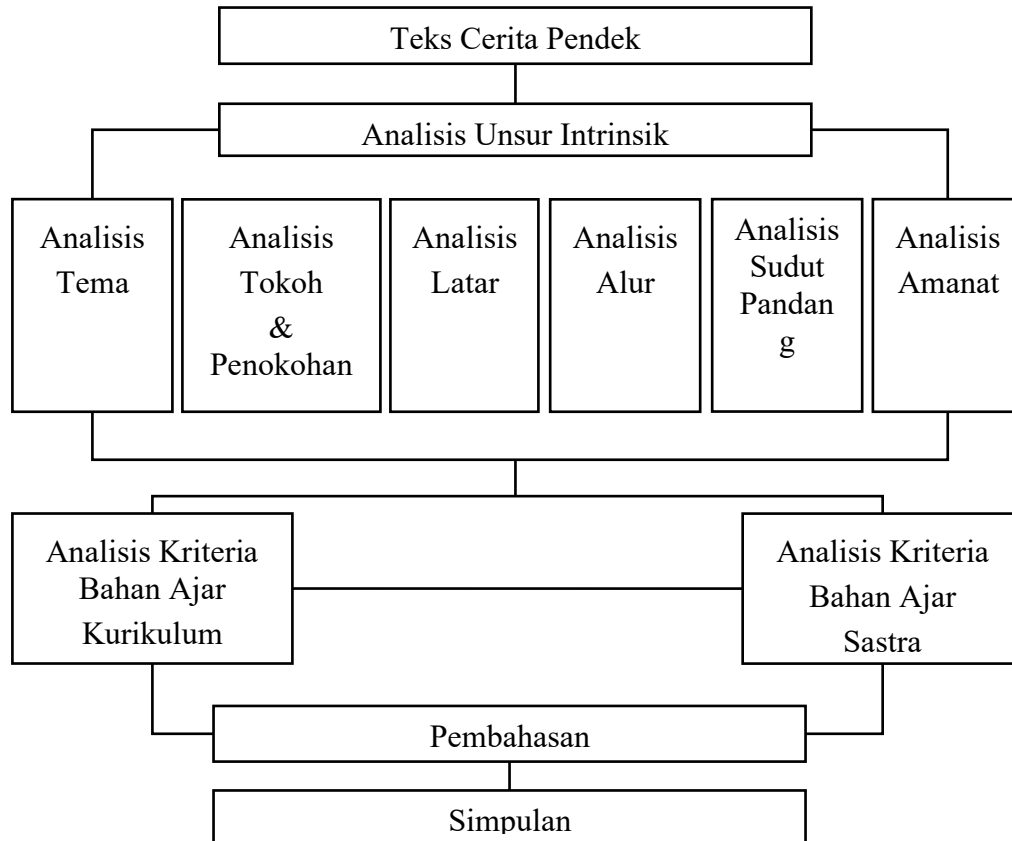 Teks Cerita Pendek
Analisis Unsur Intrinsik
Analisis
Tema
Analisis
Tokoh
&
Penokohan
Analisis
Latar
Analisis
Alur
Analisis
Sudut
Pandan
g
Analisis
Amanat
Analisis Kriteria
Bahan Ajar
Kurikulum
Analisis Kriteria
Bahan Ajar
Sastra
Pembahasan
Simpulan